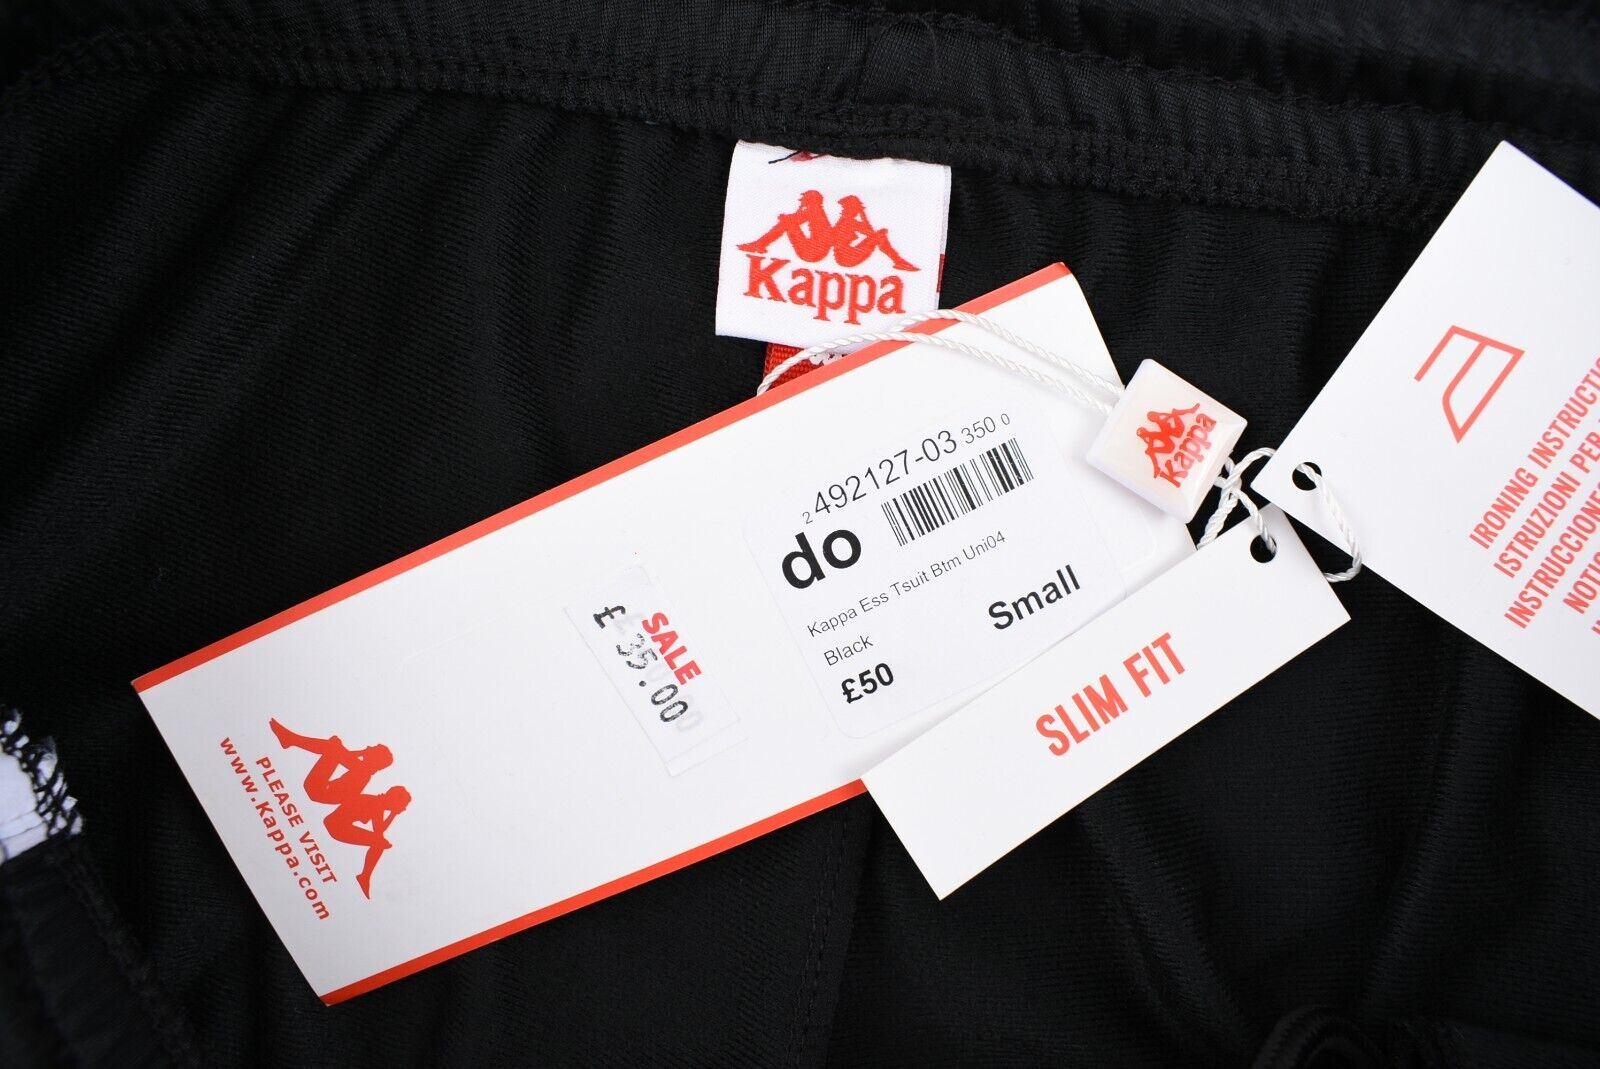 Kappa
2 492127-03 350 0
do
Kappa Ess Tsuit Btm Uni04
Black
Small
£50
SALE
£35.00
PLEASE VISIT
www.Kappa.com
Kappa
SLIM FIT
IRONING INSTRUCTIO
ISTRUZIONI PER
INSTRUCCIONE
NOTI